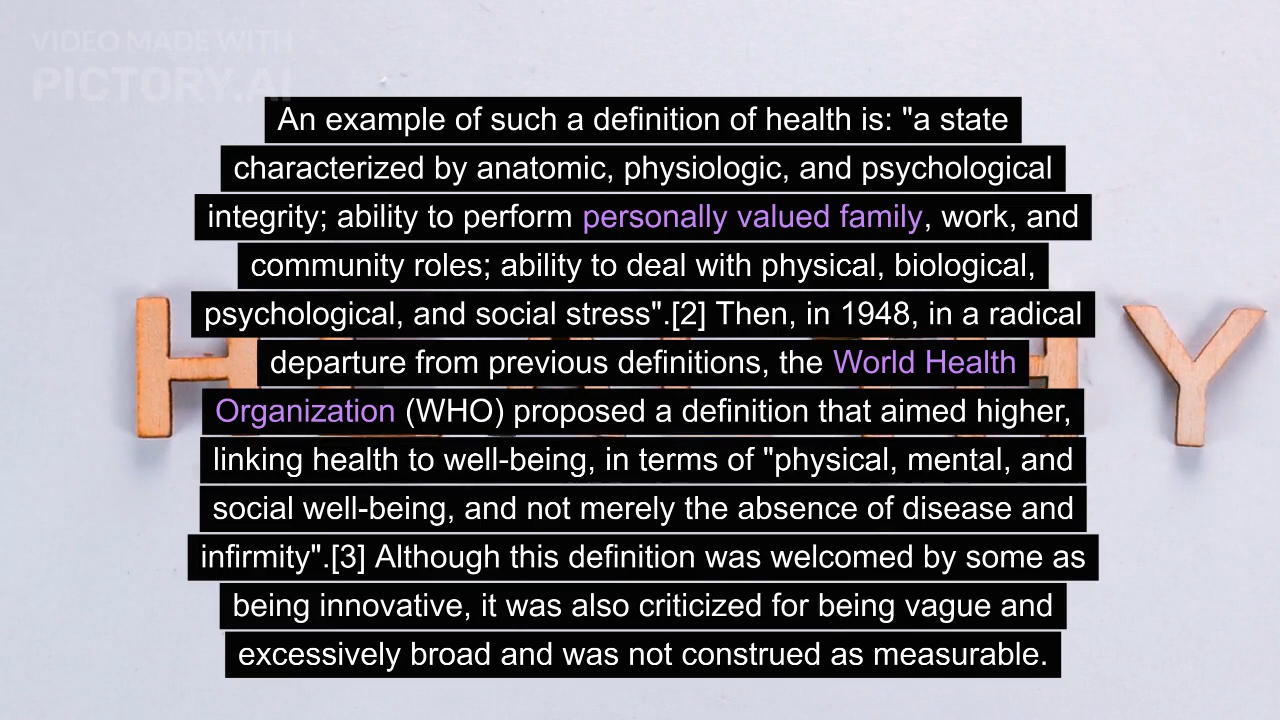 VIDEO MADE WITH
PICTORY.AI
An example of such a definition of health is: "a state
characterized by anatomic, physiologic, and psychological
integrity; ability to perform personally valued family, work, and
community roles; ability to deal with physical, biological,
psychological, and social stress".[2] Then, in 1948, in a radical
departure from previous definitions, the World Health
Organization (WHO) proposed a definition that aimed higher,
linking health to well-being, in terms of "physical, mental, and
social well-being, and not merely the absence of disease and
infirmity".[3] Although this definition was welcomed by some as
being innovative, it was also criticized for being vague and
excessively broad and was not construed as measurable.